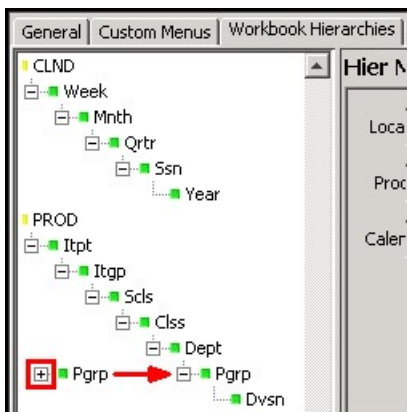 General Custom Menus Workbook Hierarchies
CLND
Week
Mnth
Qrtr
Ssn
Year
PROD
Itpt
Itgp
Scls
Clss
Dept
Pgrp Pgrp
Dvsn
Hier
Loca
Proc
Caler